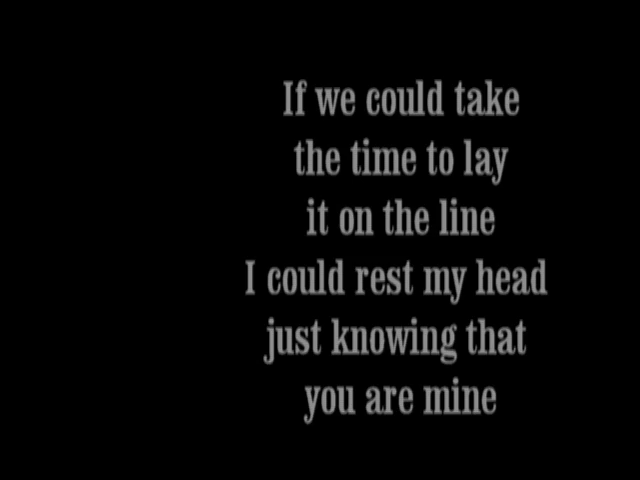 If we could take
the time to lay
it on the line
I could rest my head
just knowing that
you are mine